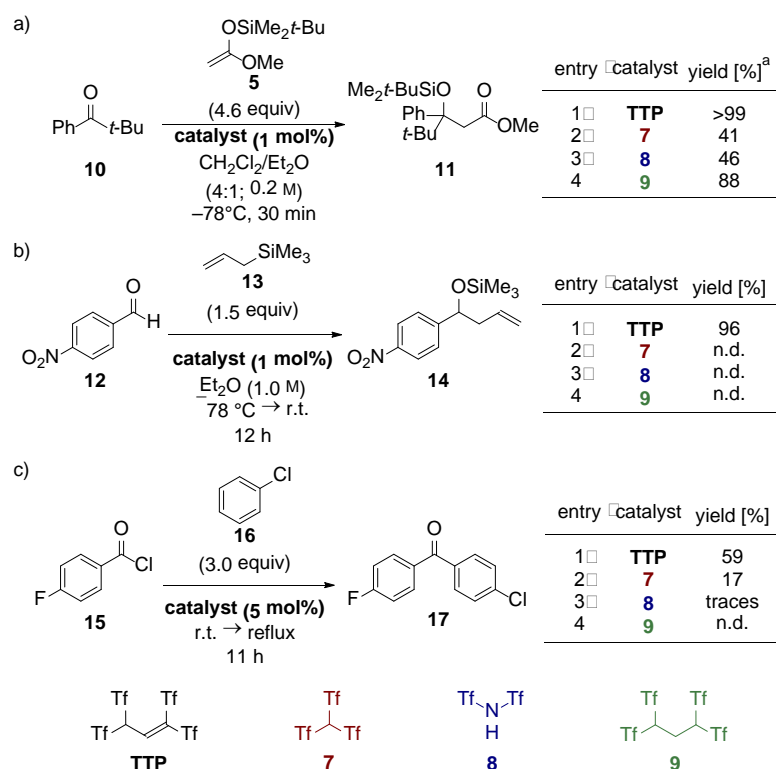 a)
OSiMe2t-Bu
OMe
5
(4.6 equiv)
catalyst (1 mol%)
CH2Cl2/Et2O
(4:1; 0.2 M)
–78°C, 30 min
O
Ph
t-Bu
10
Me2t-BuSiO
O
Ph
t-Bu
OMe
11
entry □catalyst yield [%]a
1□ TTP >99
2□ 7 41
3□ 8 46
4 9 88
b)
SiMe3
13
(1.5 equiv)
catalyst (1 mol%)
Et2O (1.0 M)
–78 °C → r.t.
12 h
O
H
NO2
12
OSiMe3
NO2
14
entry □catalyst yield [%]
1□ TTP 96
2□ 7 n.d.
3□ 8 n.d.
4 9 n.d.
c)
Cl
16
(3.0 equiv)
catalyst (5 mol%)
r.t. → reflux
11 h
O
Cl
F
15
O
F
Cl
17
entry □catalyst yield [%]
1□ TTP 59
2□ 7 17
3□ 8 traces
4 9 n.d.
Tf Tf
Tf Tf
TTP
Tf
Tf Tf
7
Tf Tf
N
H
8
Tf Tf
Tf Tf
9